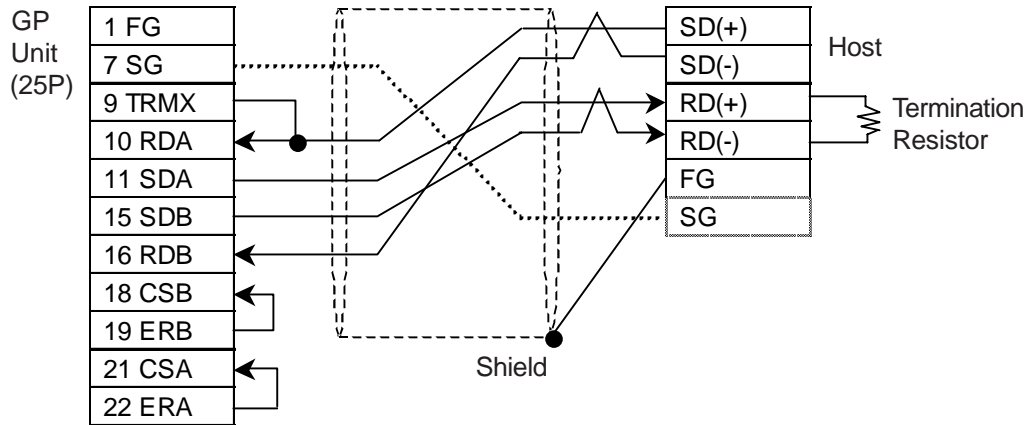 GP
Unit
(25P)
1 FG
7 SG
9 TRMX
10 RDA
11 SDA
15 SDB
16 RDB
18 CSB
19 ERB
21 CSA
22 ERA
Shield
SD(+)
SD(-)
RD(+)
RD(-)
FG
SG
Host
Termination
Resistor